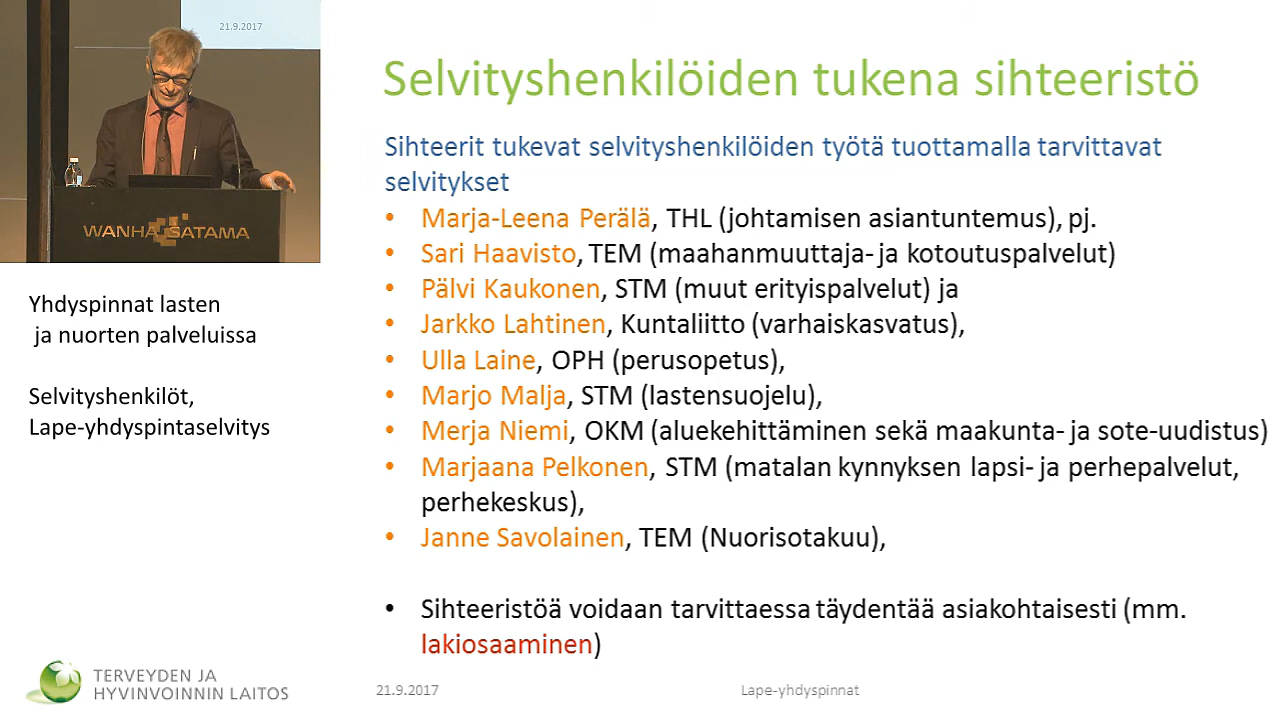 21.9.2017
WANHA SATAMA
Yhdyspinnat lasten
ja nuorten palveluissa
Selvityshenkilöt,
Lape-yhdyspintaselvitys
TERVEYDEN JA
HYVINVOINNIN LAITOS
Selvityshenkilöiden tukena sihteeristö
Sihteerit tukevat selvityshenkilöiden työtä tuottamalla tarvittavat
selvitykset
• Marja-Leena Perälä, THL (johtamisen asiantuntemus), pj.
• Sari Haavisto, TEM (maahanmuuttaja- ja kotoutuspalvelut)
• Pälvi Kaukonen, STM (muut erityispalvelut) ja
• Jarkko Lahtinen, Kuntaliitto (varhaiskasvatus),
• Ulla Laine, OPH (perusopetus),
• Marjo Malja, STM (lastensuojelu),
• Merja Niemi, OKM (aluekehittäminen sekä maakunta- ja sote-uudistus)
• Marjaana Pelkonen, STM (matalan kynnyksen lapsi- ja perhepalvelut,
perhekeskus),
• Janne Savolainen, TEM (Nuorisotakuu),
• Sihteeristöä voidaan tarvittaessa täydentää asiakohtaisesti (mm.
lakiosaaminen)
21.9.2017
Lape-yhdyspinnat